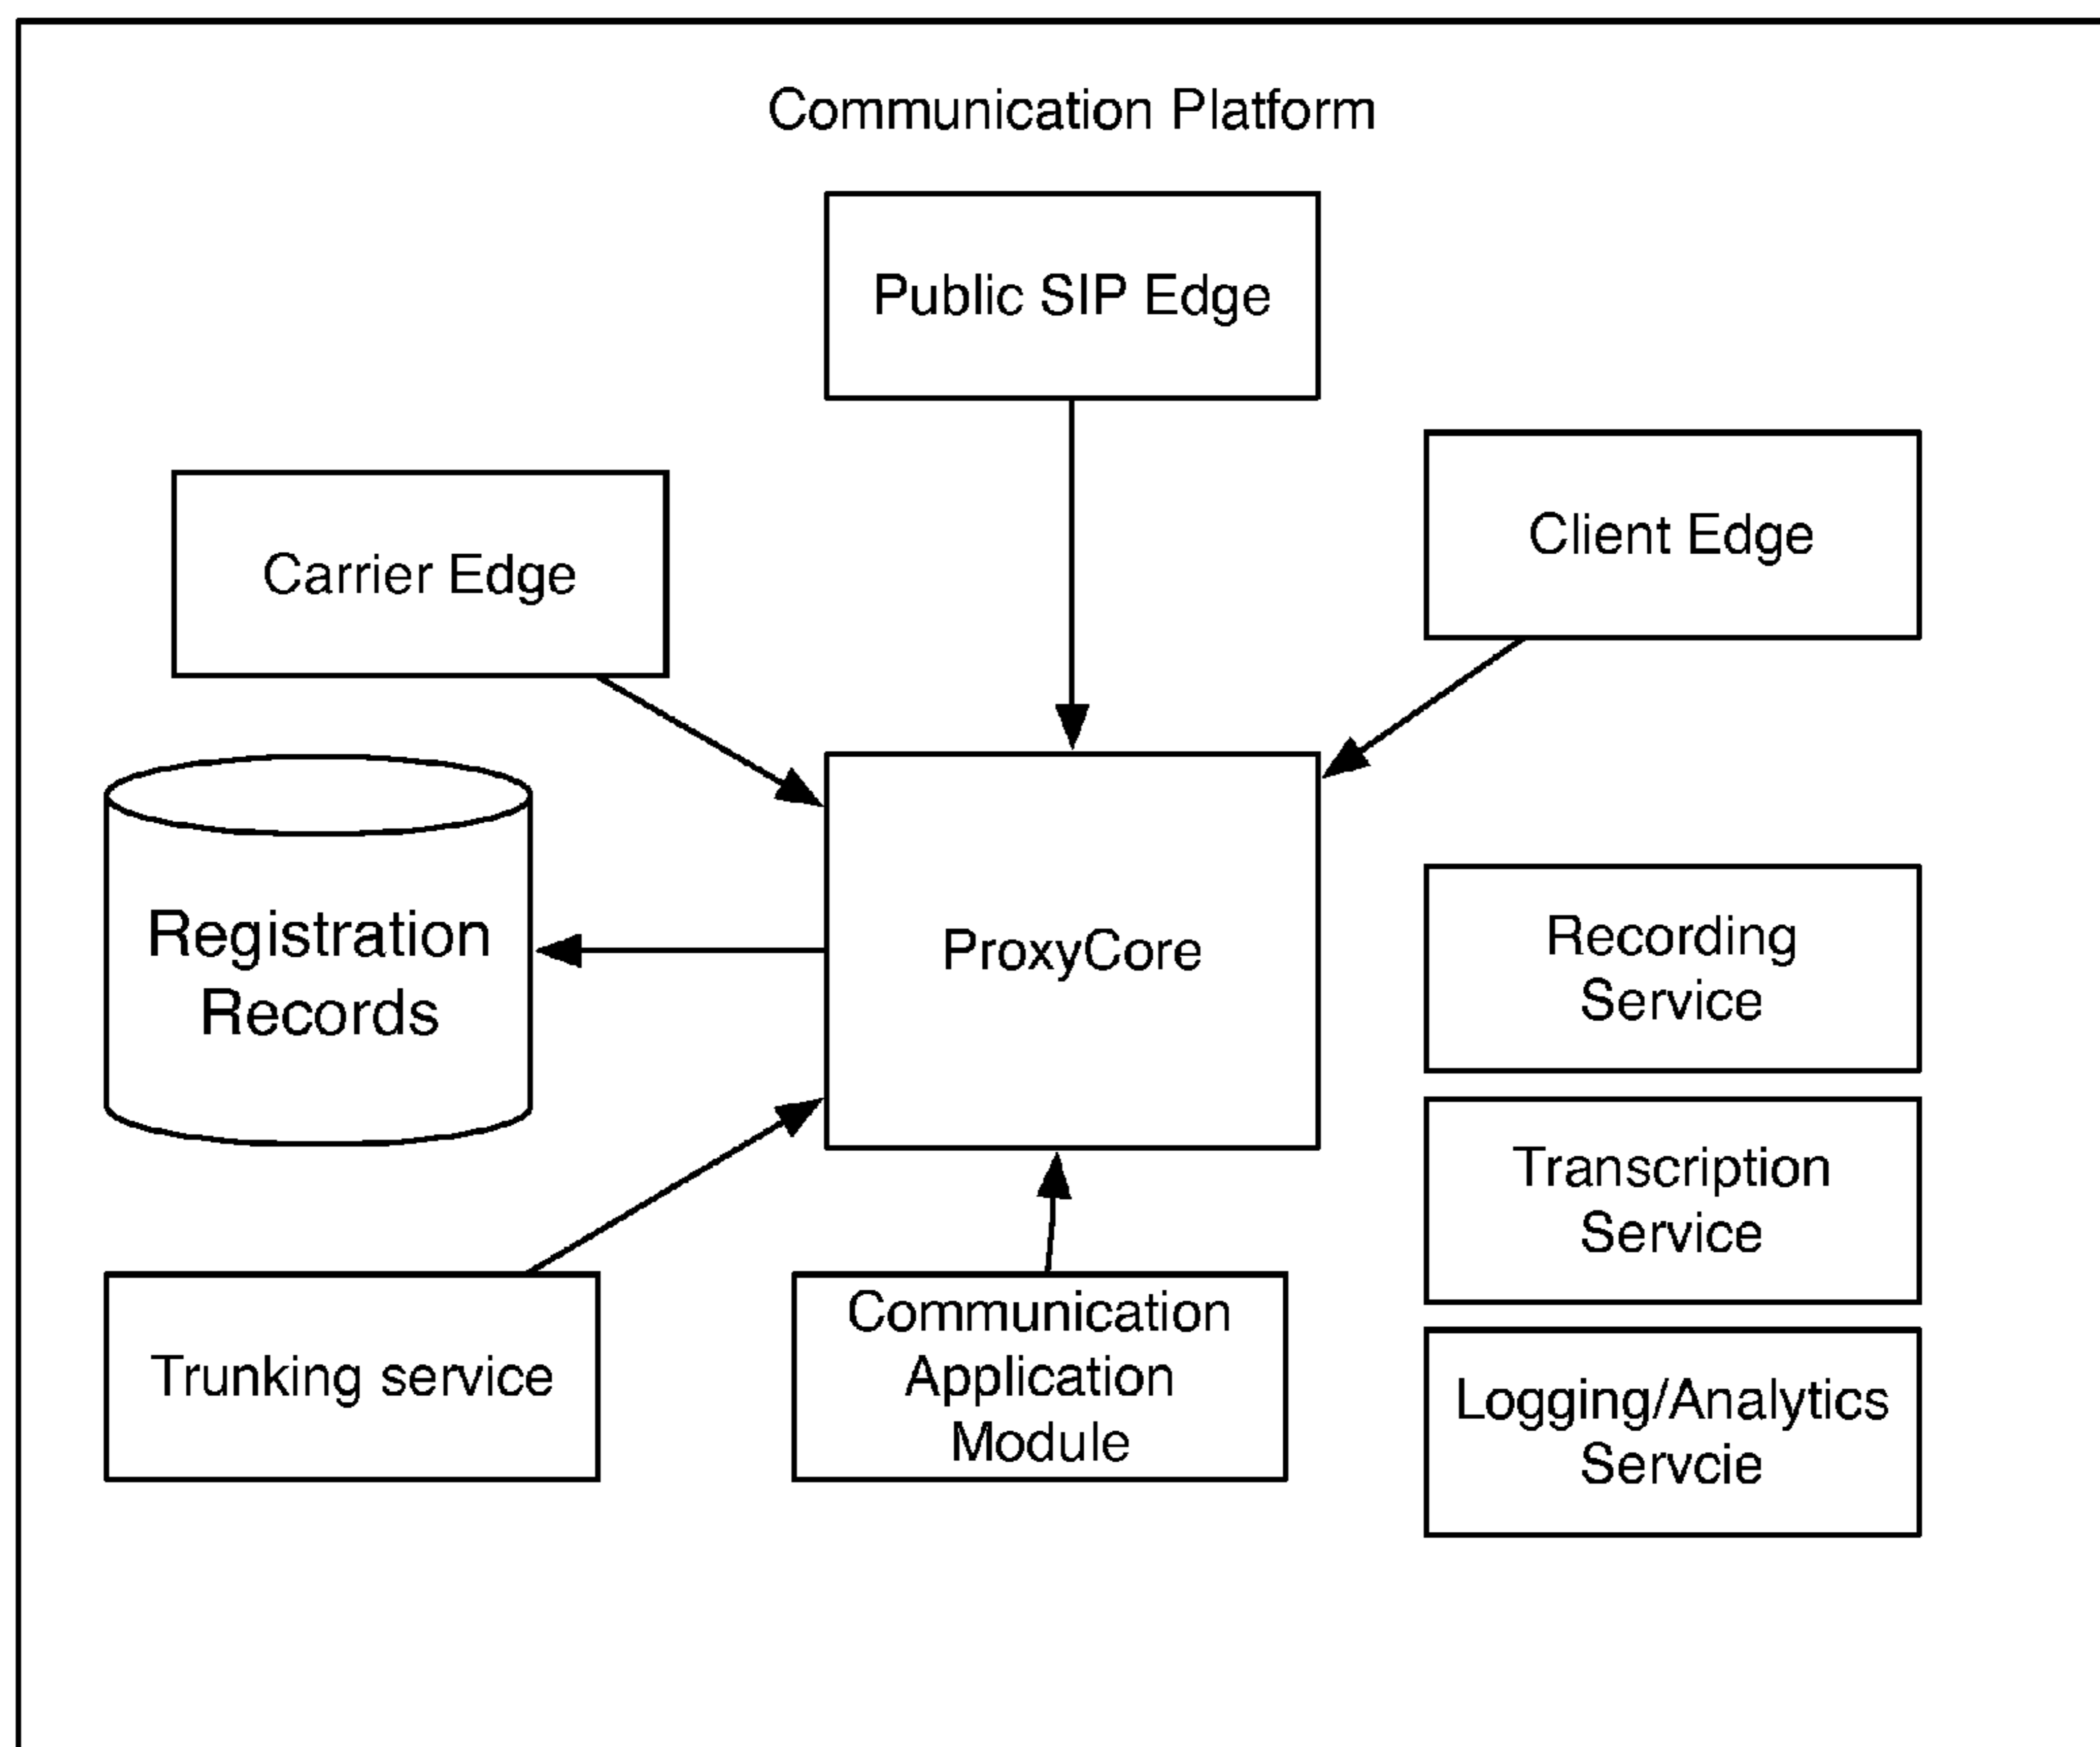 Communication Platform
Public SIP Edge
Client Edge
Carrier Edge
Registration
Records
ProxyCore
Recording
Service
Transcription
Service
Trunking service
Communication
Application
Module
Logging/Analytics
Servcie